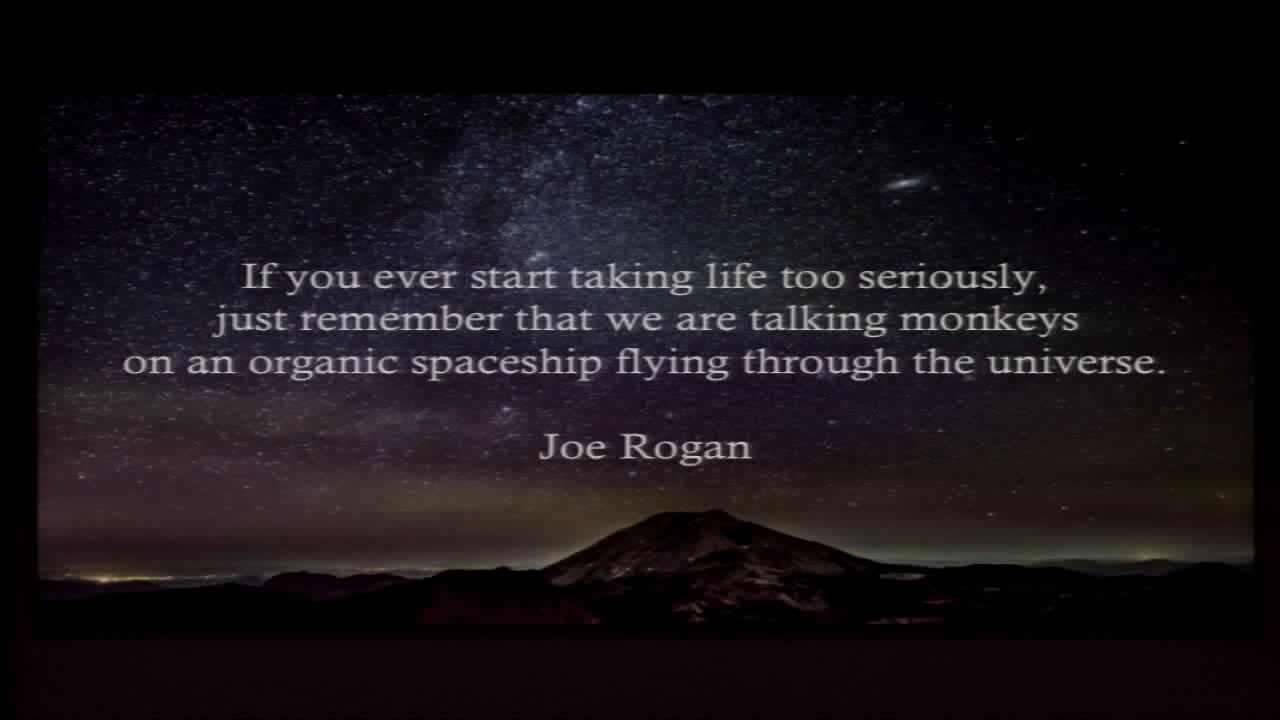 If you ever start taking life too seriously,
just remember that we are talking monkeys
on an organic spaceship flying through the universe.
Joe Rogan